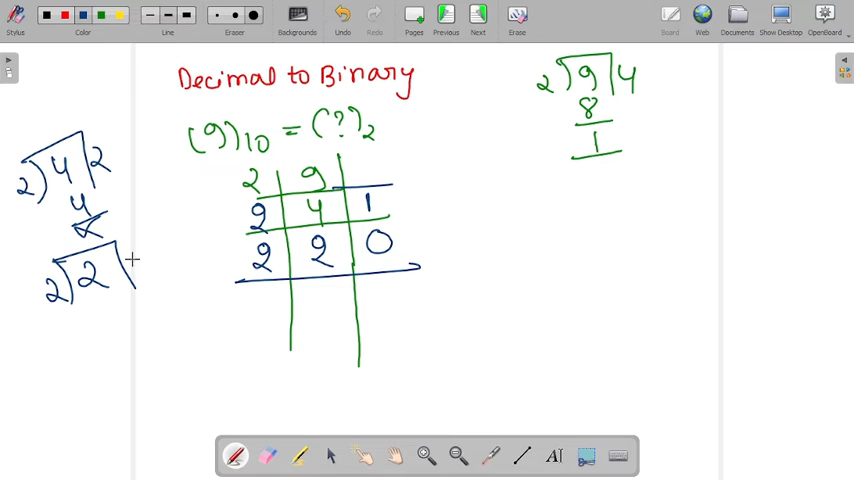 Stylus Color Line Eraser Backgrounds Undo Redo Pages Previous Next Erase Board Web Documents Show Desktop OpenBoard
Decimal to Binary
(9)10 = (?)2
2 9
2 4 1
2 2 0
2) 9 4
8
1
2) 4 2
4
2) 2